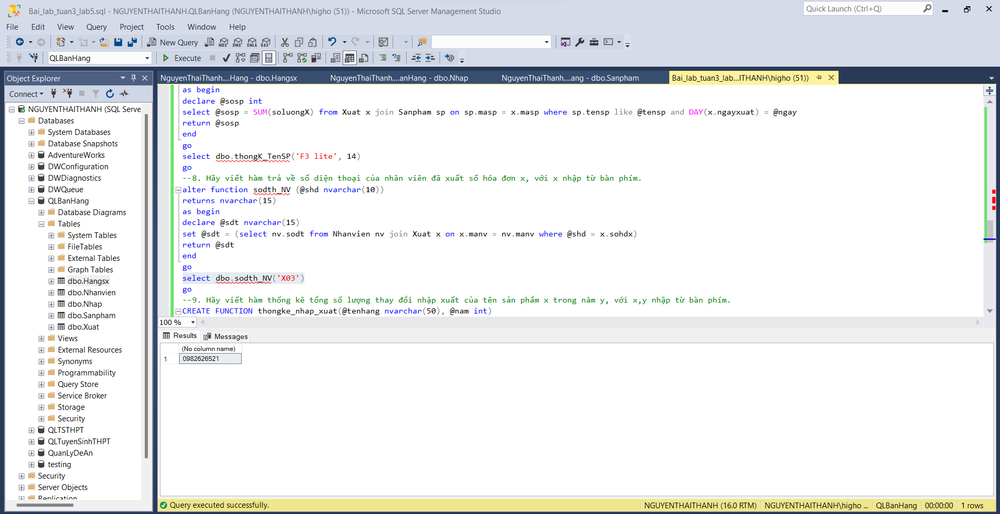 Bai_lab_tuan3_lab5.sql - NGUYENTHAITHANH.QLBanHang (NGUYENTHAITHANH\higho (51)) - Microsoft SQL Server Management Studio
Quick Launch (Ctrl+Q)
File Edit View Query Project Tools Window Help
New Query MDX DMX XMLA DAX
QLBanHang
Execute
Object Explorer
Connect
NGUYENTHAITHANH (SQL Serve
Databases
System Databases
Database Snapshots
AdventureWorks
DWConfiguration
DWDiagnostics
DWQueue
QLBanHang
Database Diagrams
Tables
System Tables
FileTables
External Tables
Graph Tables
dbo.Hangsx
dbo.Nhanvien
dbo.Nhap
dbo.Sanpham
dbo.Xuat
Views
External Resources
Synonyms
Programmability
Query Store
Service Broker
Storage
Security
QLTSTHPT
QLTuyenSinhTHPT
QuanLyDeAn
testing
Security
Server Objects
Replication
NguyenThaiThanh....Hang - dbo.Hangsx
NguyenThaiThanh....anHang - dbo.Nhap
NguyenThaiThanh....ang - dbo.Sanpham
Bai_lab_tuan3_lab...ITHANH\higho (51))
as begin
declare @sosp int
select @sosp = SUM(soluongX) from Xuat x join Sanpham sp on sp.masp = x.masp where sp.tensp like @tensp and DAY(x.ngayxuat) = @ngay
return @sosp
end
go
select dbo.thongK_TenSP('F3 lite', 14)
go
--8. Hãy viết hàm trả về số diện thoại của nhân viên đã xuất số hóa đơn x, với x nhập từ bàn phím.
alter function sodth_NV (@shd nvarchar(10))
returns nvarchar(15)
as begin
declare @sdt nvarchar(15)
set @sdt = (select nv.sodt from Nhanvien nv join Xuat x on x.manv = nv.manv where @shd = x.sohdx)
return @sdt
end
go
select dbo.sodth_NV('X03')
go
--9. Hãy viết hàm thống kê tổng số lượng thay đổi nhập xuất của tên sản phẩm x trong năm y, với x,y nhập từ bàn phím.
CREATE FUNCTION thongke_nhap_xuat(@tenhang nvarchar(50), @nam int)
100 %
Results Messages
(No column name)
1 0982626521
Query executed successfully.
NGUYENTHAITHANH (16.0 RTM) NGUYENTHAITHANH\higho ... QLBanHang 00:00:00 1 rows